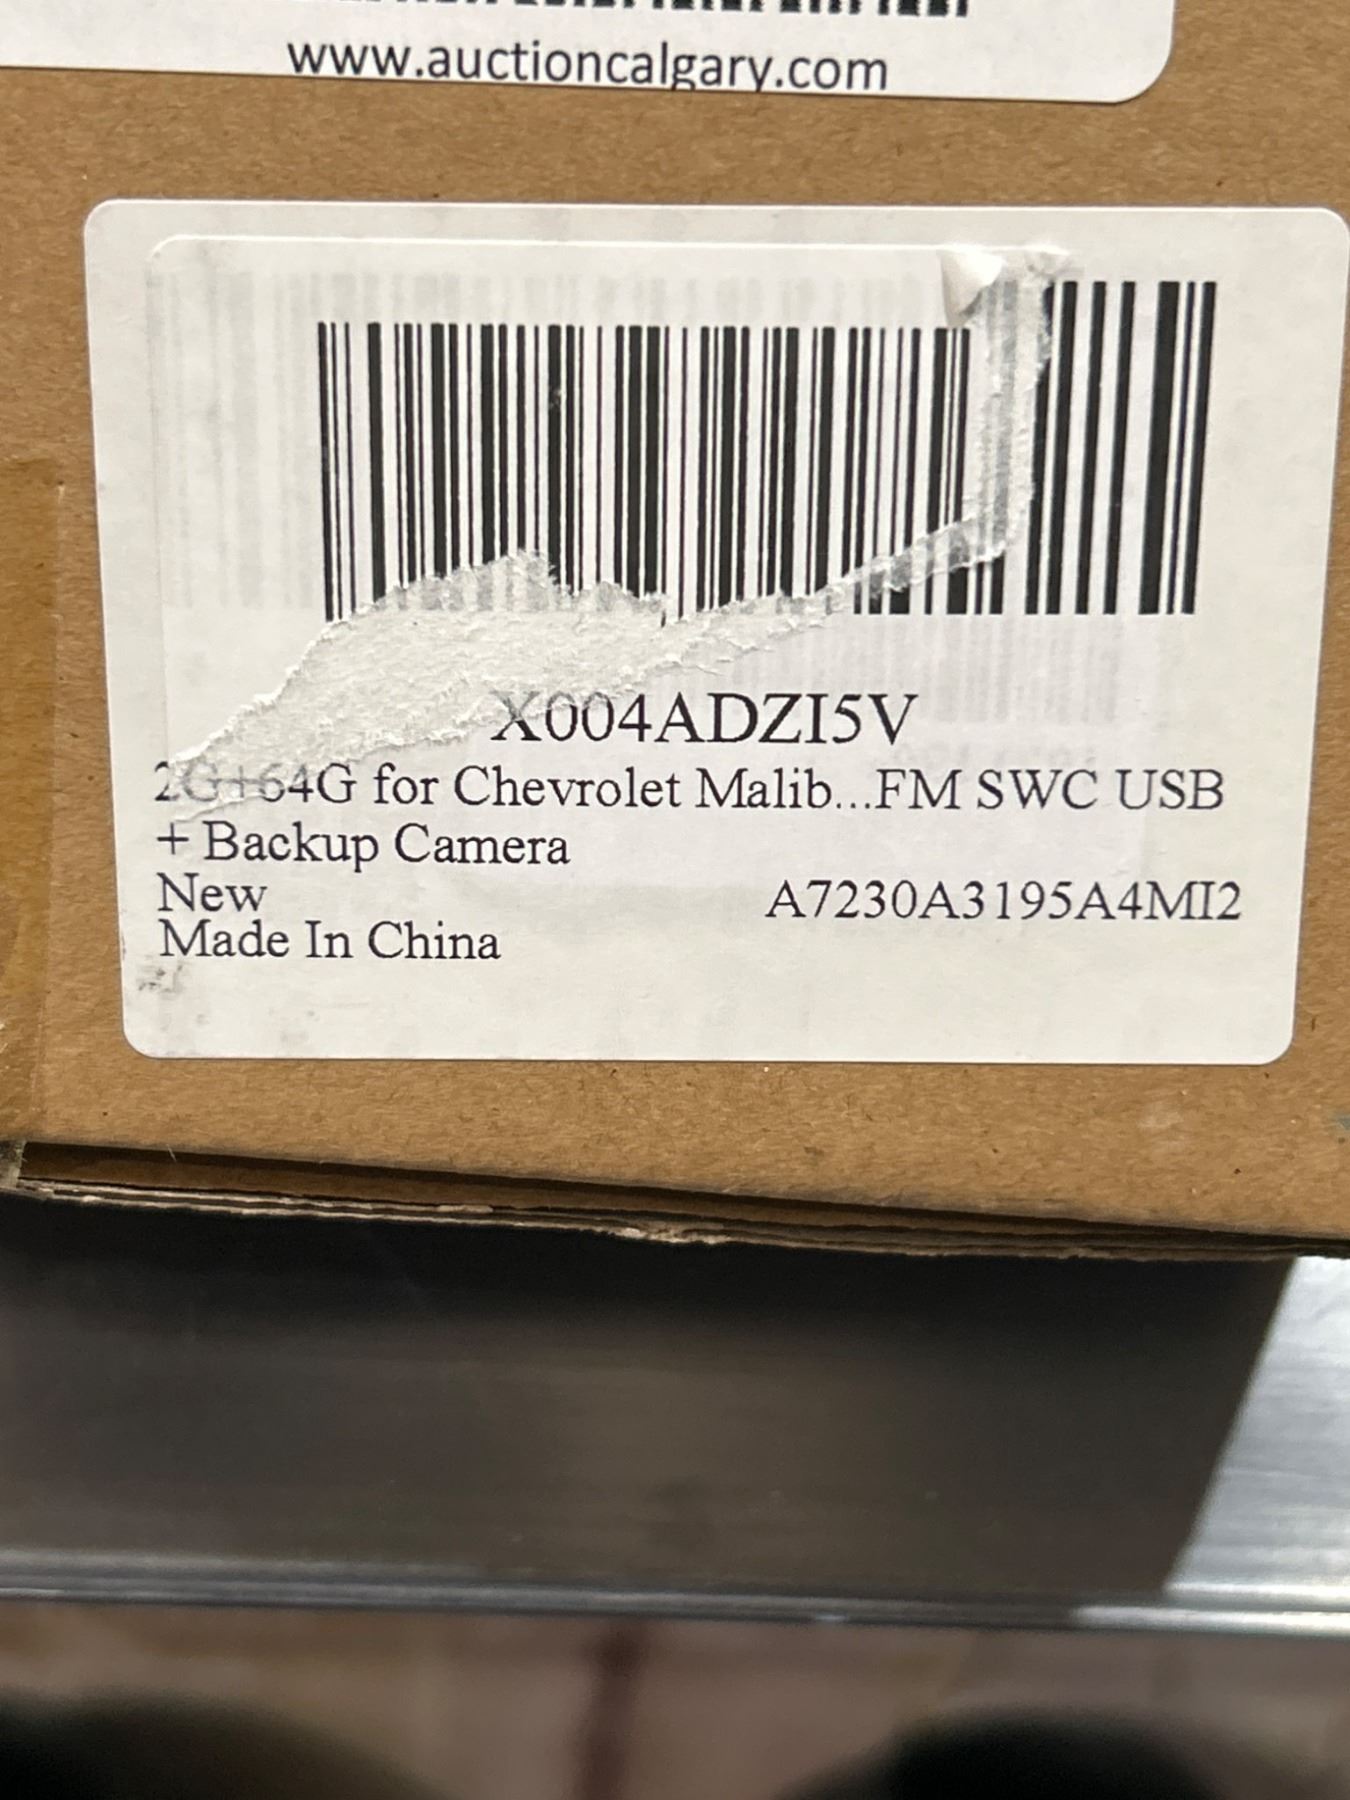 www.auctioncalgary.com
X004ADZI5V
2G+64G for Chevrolet Malib...FM SWC USB
+ Backup Camera
New A7230A3195A4MI2
Made In China